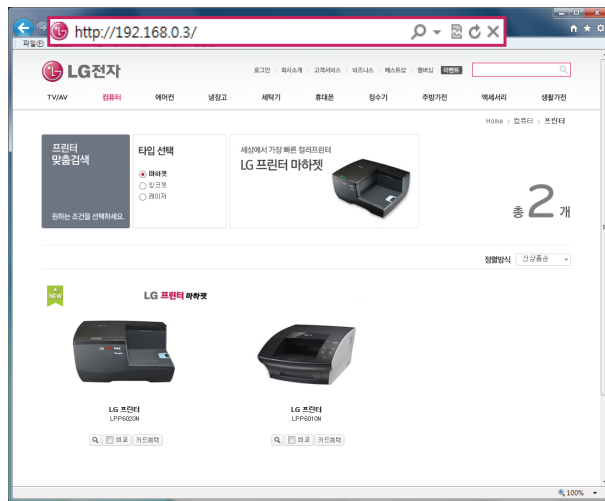 http://192.168.0.3/
파일(F)
LG전자
로그인 | 회사소개 | 고객서비스 | 비즈니스 | 베스트샵 | 멤버십 이벤트
TV/AV 컴퓨터 에어컨 냉장고 세탁기 휴대폰 정수기 주방가전 액세서리 생활가전
Home > 컴퓨터 > 프린터
프린터
맞춤검색
원하는 조건을 선택하세요.
타입 선택
마하젯
잉크젯
레이저
세상에서 가장 빠른 컬러프린터
LG 프린터 마하젯
총 2 개
정렬방식 신상품순
NEW
LG 프린터 마하젯
LG 프린터
LPP6020N
비교 카드혜택
LG 프린터
LPP6010N
비교 카드혜택
100%